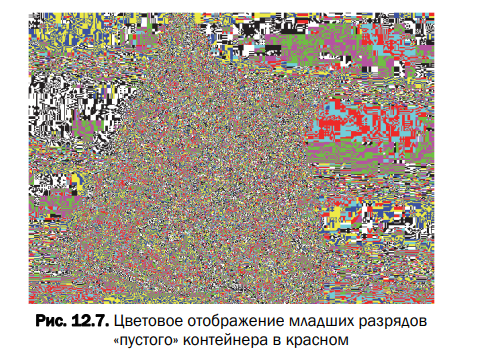 Рис. 12.7. Цветовое отображение младших разрядов
«пустого» контейнера в красном